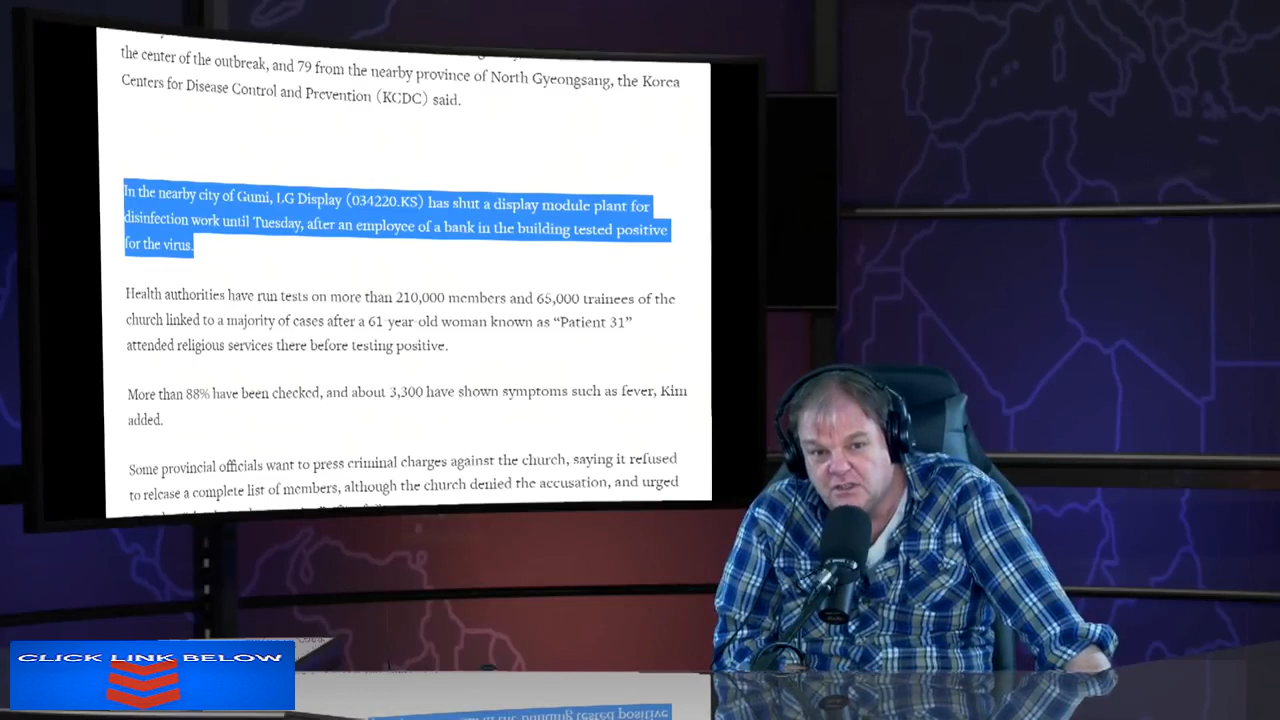 the center of the outbreak, and 79 from the nearby province of North Gyeongsang, the Korea
Centers for Disease Control and Prevention (KCDC) said.
In the nearby city of Gumi, LG Display (034220.KS) has shut a display module plant for
disinfection work until Tuesday, after an employee of a bank in the building tested positive
for the virus.
Health authorities have run tests on more than 210,000 members and 65,000 trainees of the
church linked to a majority of cases after a 61-year-old woman known as “Patient 31”
attended religious services there before testing positive.
More than 88% have been checked, and about 3,300 have shown symptoms such as fever, Kim
added.
Some provincial officials want to press criminal charges against the church, saying it refused
to release a complete list of members, although the church denied the accusation, and urged
CLICK LINK BELOW